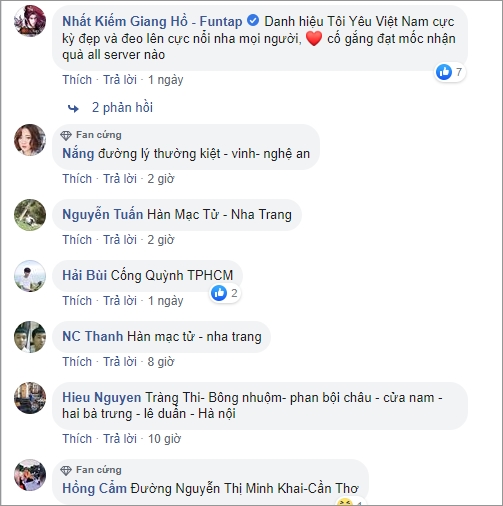 Nhất Kiếm Giang Hồ - Funtap Danh hiệu Tôi Yêu Việt Nam cực
kỳ đẹp và đeo lên cực nổi nha mọi người, ❤️ cố gắng đạt mốc nhận
quà all server nào
7
Thích · Trả lời · 1 ngày
2 phản hồi
Fan cứng
Nắng đường lý thường kiệt - vinh- nghệ an
Thích · Trả lời · 2 giờ
Nguyễn Tuấn Hàn Mạc Tử - Nha Trang
Thích · Trả lời · 2 giờ
Hải Bùi Cống Quỳnh TPHCM
2
Thích · Trả lời · 1 ngày
NC Thanh Hàn mạc tử - nha trang
Thích · Trả lời · 8 giờ
Hieu Nguyen Tràng Thi- Bông nhuộm- phan bội châu - cửa nam -
hai bà trưng - lê duẩn - Hà nội
Thích · Trả lời · 10 giờ
Fan cứng
Hồng Cẩm Đường Nguyễn Thị Minh Khai-Cần Thơ